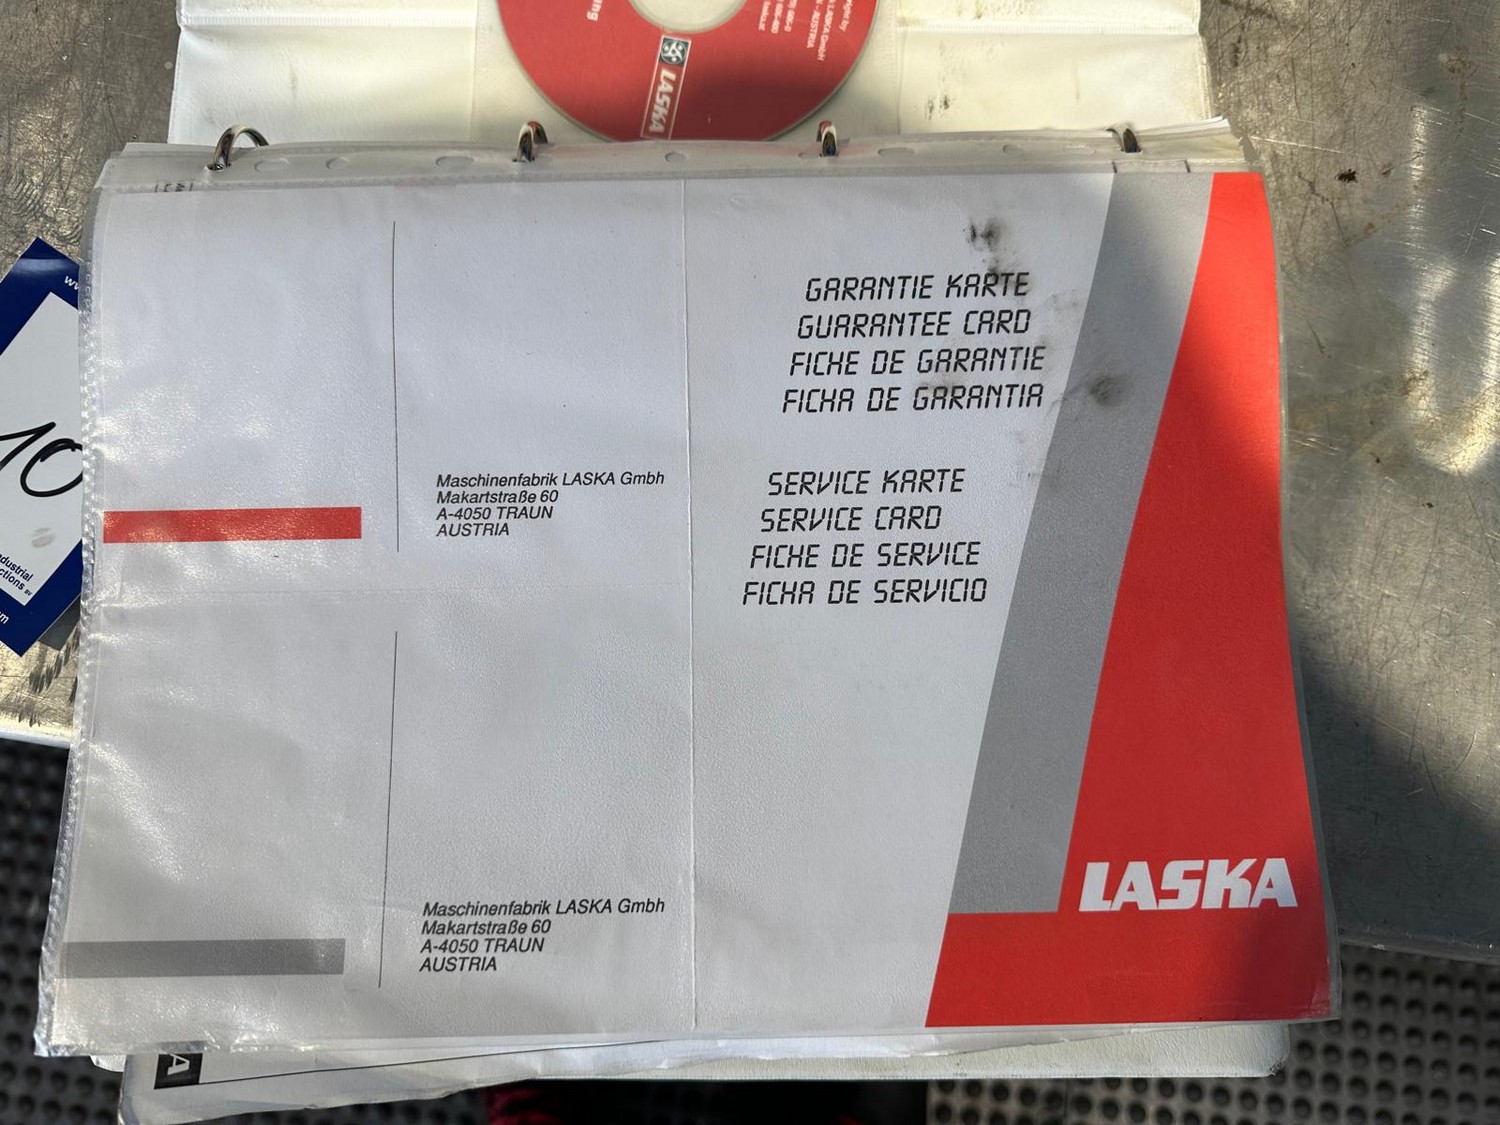 LASKA
GARANTIE KARTE
GUARANTEE CARD
FICHE DE GARANTIE
FICHA DE GARANTIA
SERVICE KARTE
SERVICE CARD
FICHE DE SERVICE
FICHA DE SERVICIO
Maschinenfabrik LASKA Gmbh
Makartstraße 60
A-4050 TRAUN
AUSTRIA
Maschinenfabrik LASKA Gmbh
Makartstraße 60
A-4050 TRAUN
AUSTRIA
LASKA
10